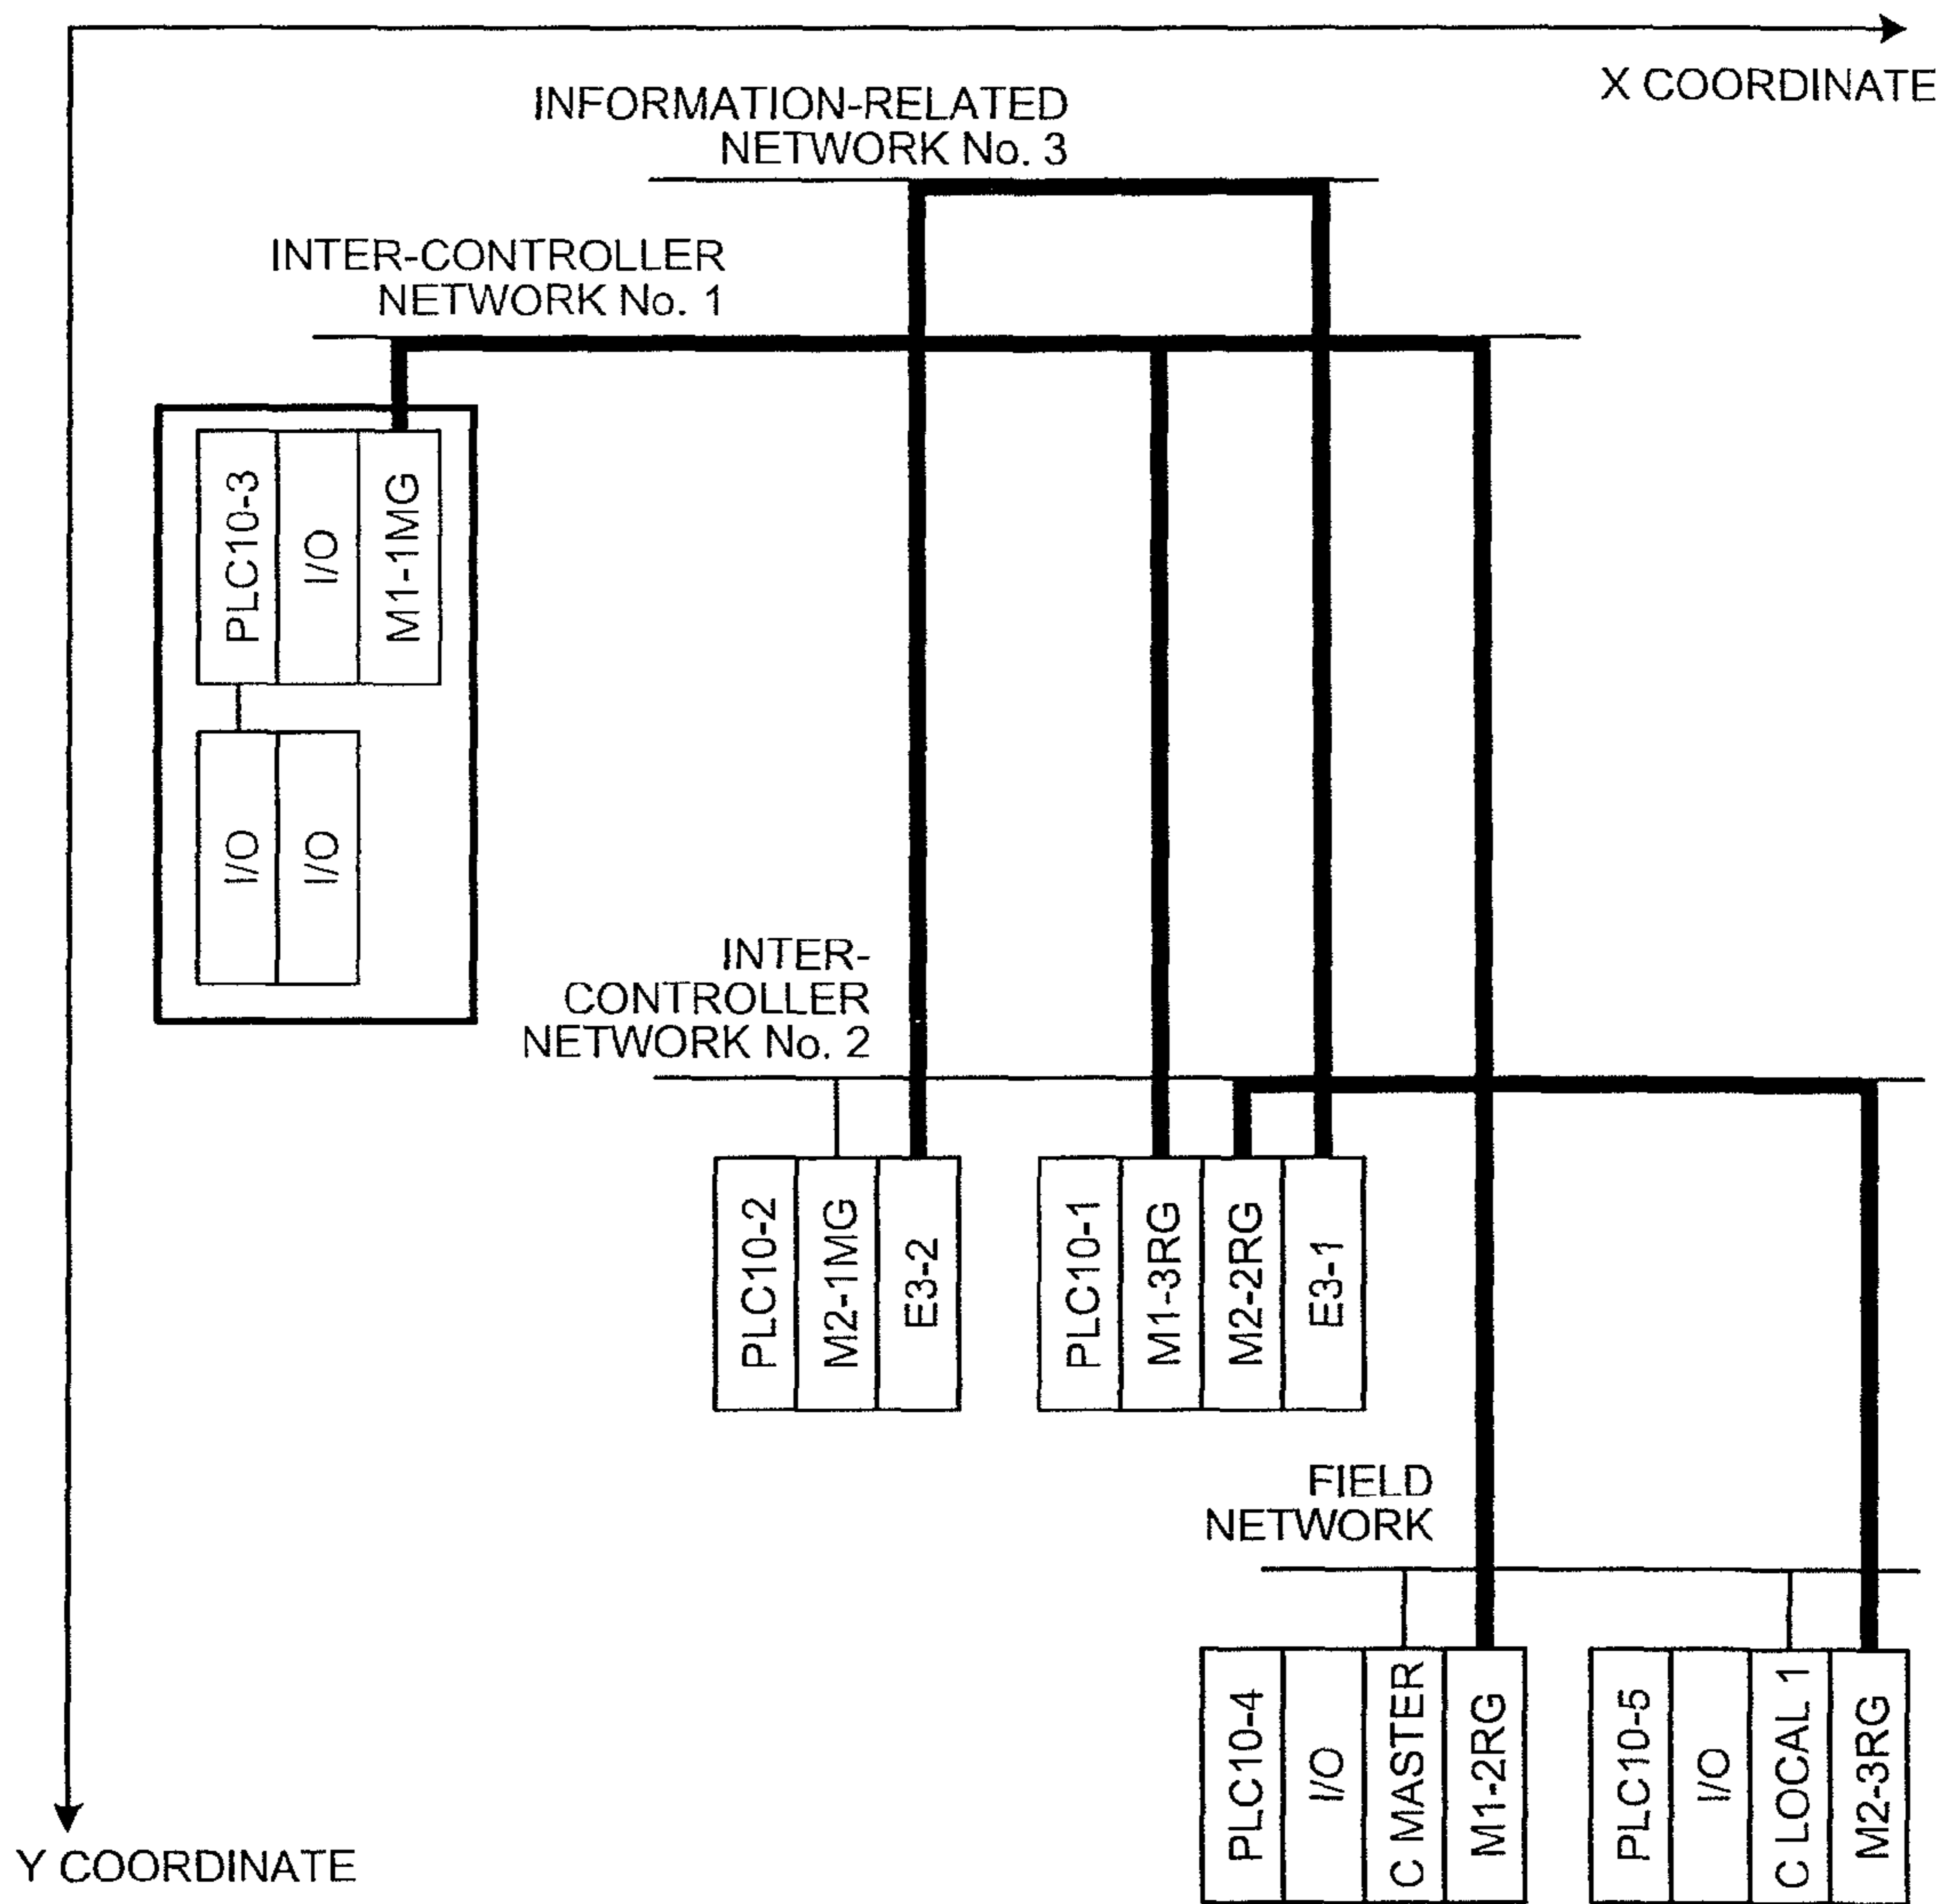 X COORDINATE
INFORMATION-RELATED
NETWORK No. 3
INTER-CONTROLLER
NETWORK No. 1
PLC10-3
I/O
M1-1MG
I/O
I/O
INTER-
CONTROLLER
NETWORK No. 2
PLC10-2
M2-1MG
E3-2
PLC10-1
M1-3RG
M2-2RG
E3-1
FIELD
NETWORK
PLC10-4
I/O
C MASTER
M1-2RG
PLC10-5
I/O
C LOCAL 1
M2-3RG
Y COORDINATE